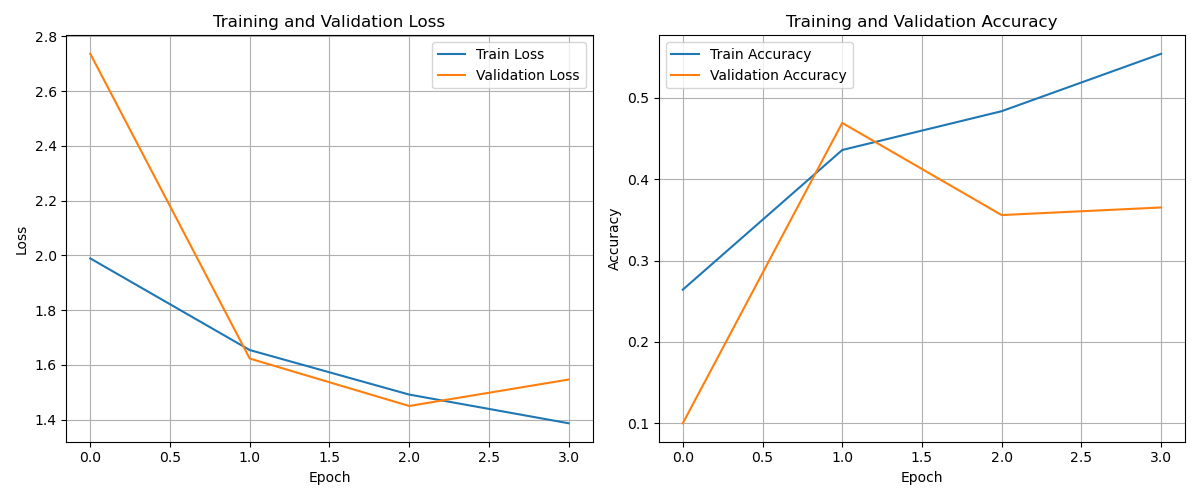 Training and Validation Loss
Train Loss
Validation Loss
2.8
2.6
2.4
2.2
2.0
1.8
1.6
1.4
Loss
0.0 0.5 1.0 1.5 2.0 2.5 3.0
Epoch
Training and Validation Accuracy
Train Accuracy
Validation Accuracy
0.5
0.4
0.3
0.2
0.1
Accuracy
0.0 0.5 1.0 1.5 2.0 2.5 3.0
Epoch